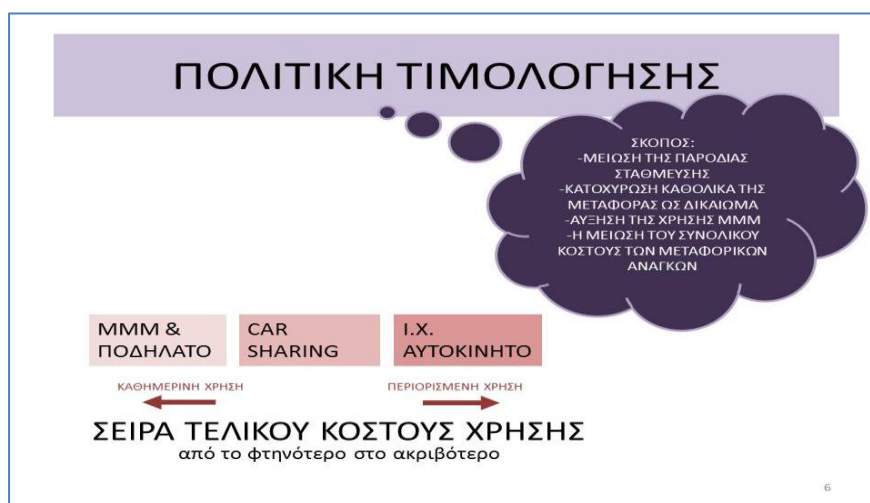 ΠΟΛΙΤΙΚΗ ΤΙΜΟΛΟΓΗΣΗΣ
ΣΚΟΠΟΣ:
-ΜΕΙΩΣΗ ΤΗΣ ΠΑΡΟΔΙΑΣ
ΣΤΑΘΜΕΥΣΗΣ
-ΚΑΤΟΧΥΡΩΣΗ ΚΑΘΟΛΙΚΑ ΤΗΣ
ΜΕΤΑΦΟΡΑΣ ΩΣ ΔΙΚΑΙΩΜΑ
-ΑΥΞΗΣΗ ΤΗΣ ΧΡΗΣΗΣ ΜΜΜ
-Η ΜΕΙΩΣΗ ΤΟΥ ΣΥΝΟΛΙΚΟΥ
ΚΟΣΤΟΥΣ ΤΩΝ ΜΕΤΑΦΟΡΙΚΩΝ
ΑΝΑΓΚΩΝ
ΜΜΜ &
ΠΟΔΗΛΑΤΟ
CAR
SHARING
Ι.Χ.
ΑΥΤΟΚΙΝΗΤΟ
ΚΑΘΗΜΕΡΙΝΗ ΧΡΗΣΗ
ΠΕΡΙΟΡΙΣΜΕΝΗ ΧΡΗΣΗ
ΣΕΙΡΑ ΤΕΛΙΚΟΥ ΚΟΣΤΟΥΣ ΧΡΗΣΗΣ
από το φτηνότερο στο ακριβότερο
6